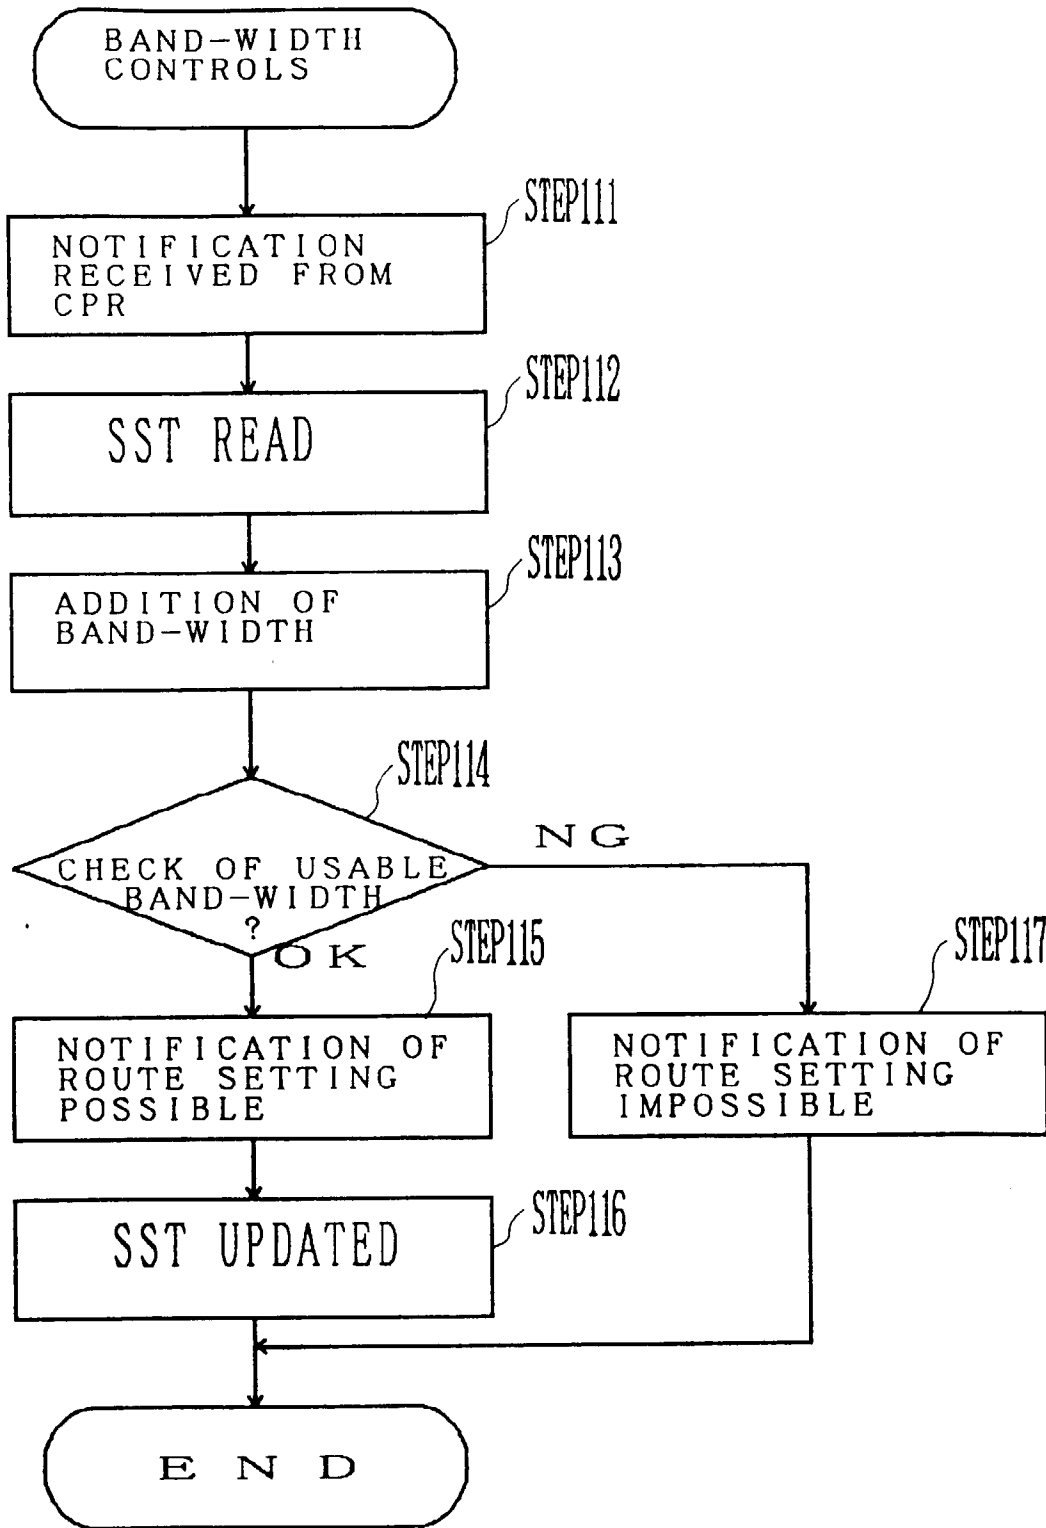 BAND-WIDTH
CONTROLS
STEP111
NOTIFICATION
RECEIVED FROM
CPR
STEP112
SST READ
STEP113
ADDITION OF
BAND-WIDTH
STEP114
NG
CHECK OF USABLE
BAND-WIDTH
?
OK
STEP115
STEP117
NOTIFICATION OF
ROUTE SETTING
POSSIBLE
NOTIFICATION OF
ROUTE SETTING
IMPOSSIBLE
STEP116
SST UPDATED
END